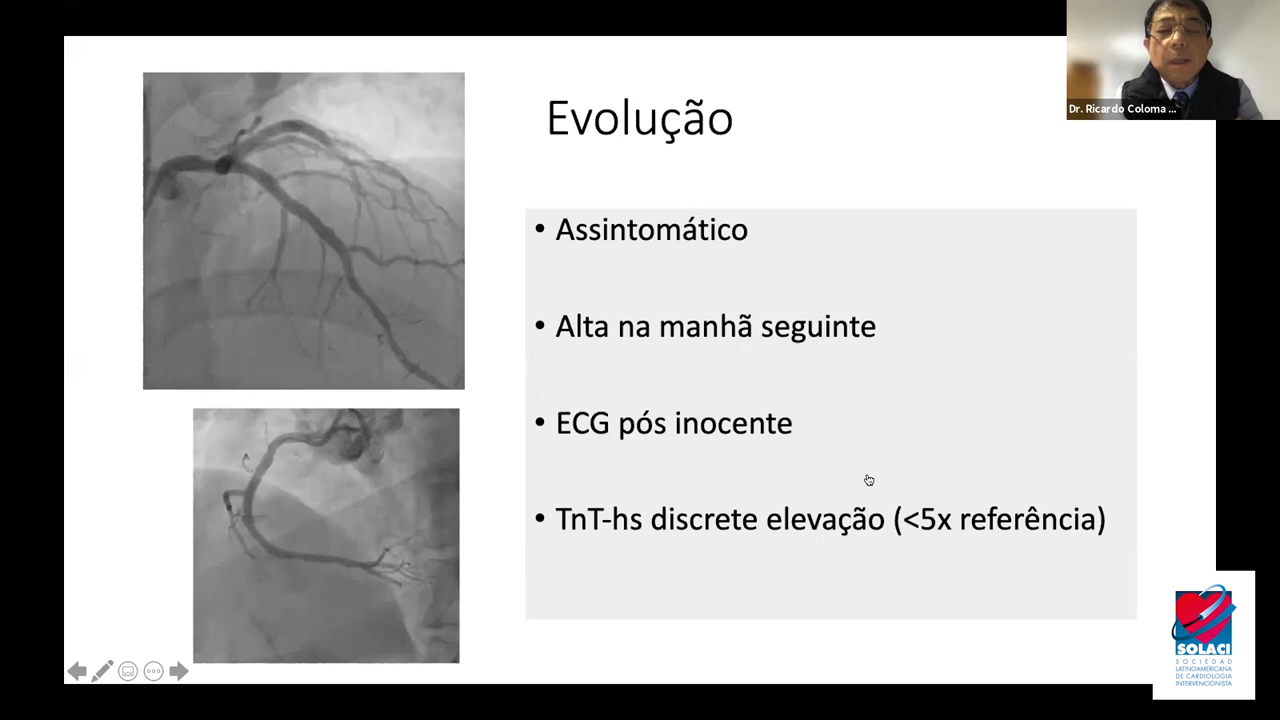 Dr. Ricardo Coloma ...
Evolução
• Assintomático
• Alta na manhã seguinte
• ECG pós inocente
• TnT-hs discrete elevação (<5x referência)
SOLACI
SOCIEDAD
LATINOAMERICANA
DE CARDIOLOGIA
INTERVENCIONISTA